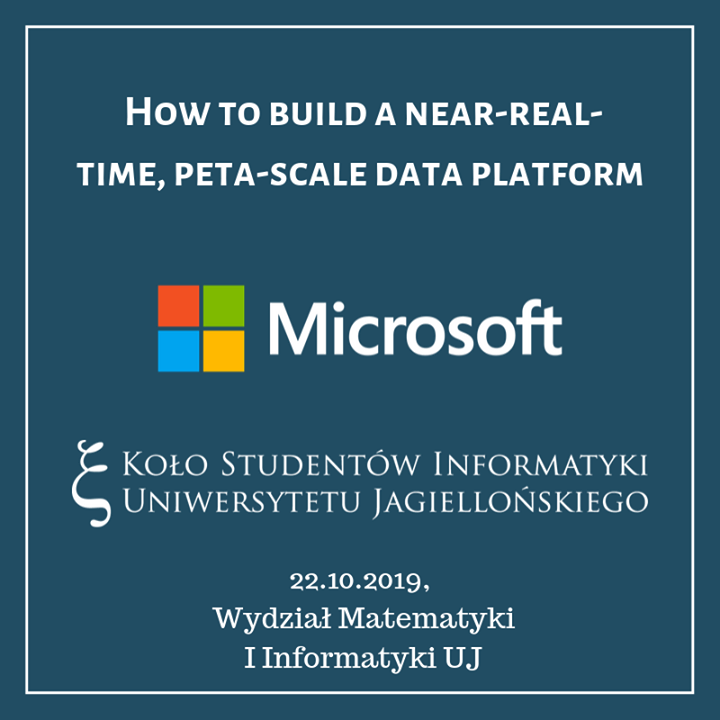 How to build a near-real-
time, peta-scale data platform
Microsoft
ξ Koło Studentów Informatyki
Uniwersytetu Jagiellońskiego
22.10.2019,
Wydział Matematyki
I Informatyki UJ